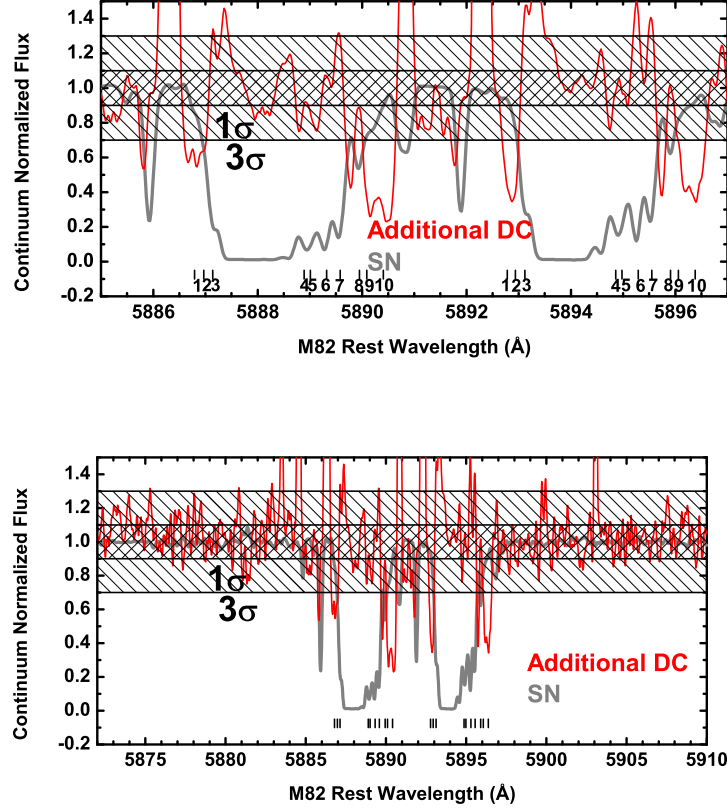 Continuum Normalized Flux
1.4
1.2
1.0
0.8
0.6
0.4
0.2
0.0
-0.2
1σ
3σ
Additional DC
SN
123 45 6 7 8910 123 45 6 7 89 10
5886 5888 5890 5892 5894 5896
M82 Rest Wavelength (Å)
Continuum Normalized Flux
1.4
1.2
1.0
0.8
0.6
0.4
0.2
0.0
-0.2
1σ
3σ
Additional DC
SN
5875 5880 5885 5890 5895 5900 5905 5910
M82 Rest Wavelength (Å)